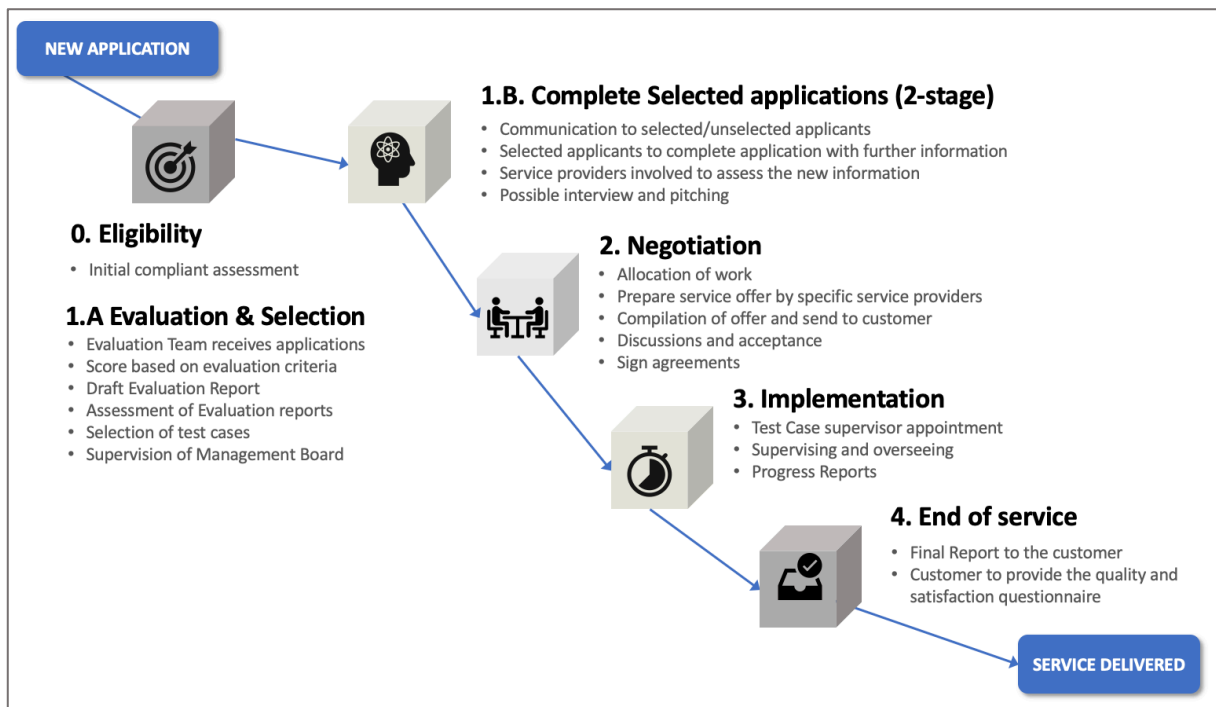 NEW APPLICATION
0. Eligibility
• Initial compliant assessment
1.A Evaluation & Selection
• Evaluation Team receives applications
• Score based on evaluation criteria
• Draft Evaluation Report
• Assessment of Evaluation reports
• Selection of test cases
• Supervision of Management Board
1.B. Complete Selected applications (2-stage)
• Communication to selected/unselected applicants
• Selected applicants to complete application with further information
• Service providers involved to assess the new information
• Possible interview and pitching
2. Negotiation
• Allocation of work
• Prepare service offer by specific service providers
• Compilation of offer and send to customer
• Discussions and acceptance
• Sign agreements
3. Implementation
• Test Case supervisor appointment
• Supervising and overseeing
• Progress Reports
4. End of service
• Final Report to the customer
• Customer to provide the quality and
satisfaction questionnaire
SERVICE DELIVERED